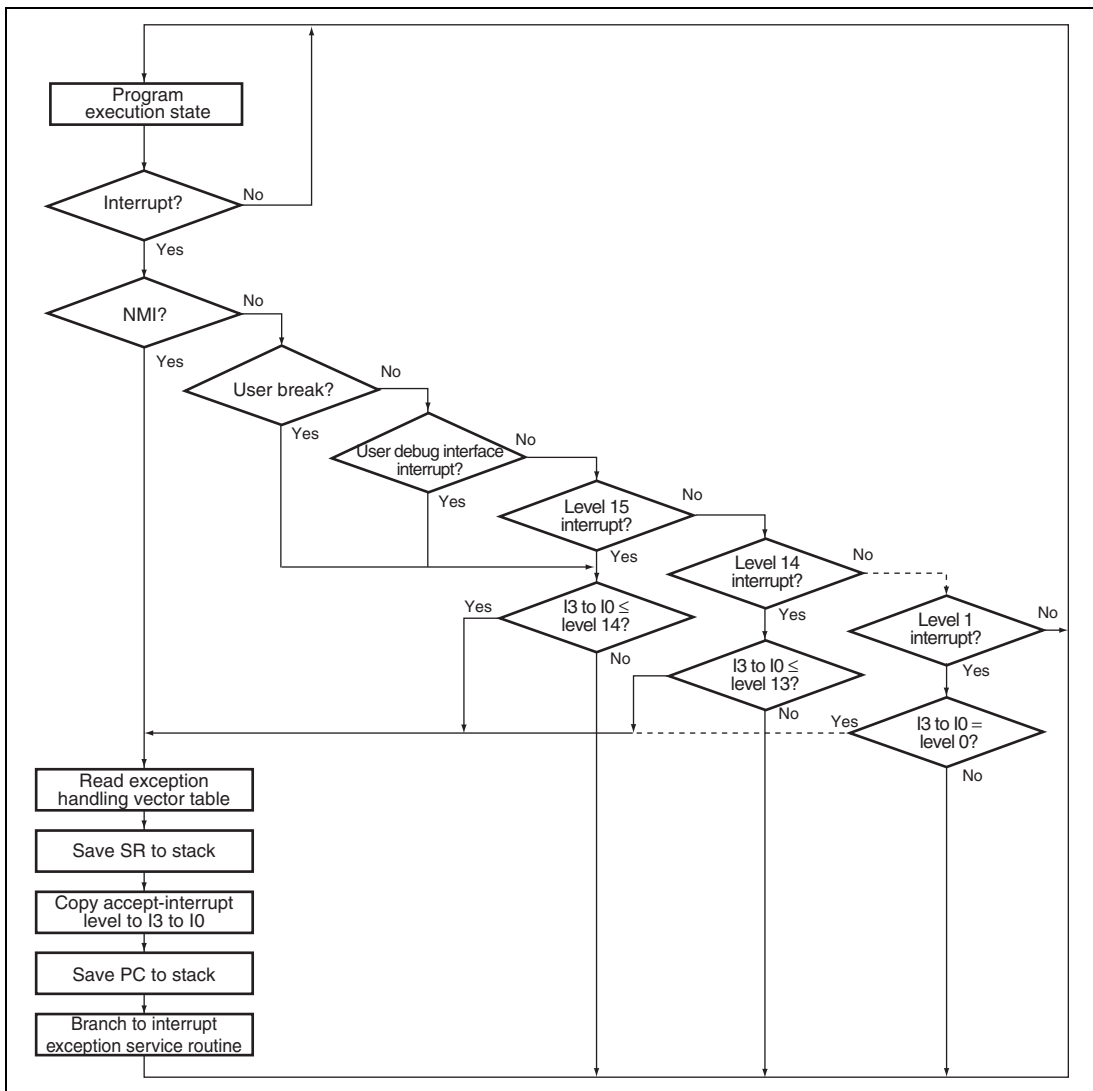 Program
execution state
Interrupt?
No
Yes
NMI?
No
Yes
User break?
No
Yes
User debug interface
interrupt?
No
Yes
Level 15
interrupt?
No
Yes
Level 14
interrupt?
No
Yes
Level 1
interrupt?
No
Yes
I3 to I0 ≤
level 14?
Yes
No
I3 to I0 ≤
level 13?
No
Yes
I3 to I0 =
level 0?
No
Read exception
handling vector table
Save SR to stack
Copy accept-interrupt
level to I3 to I0
Save PC to stack
Branch to interrupt
exception service routine